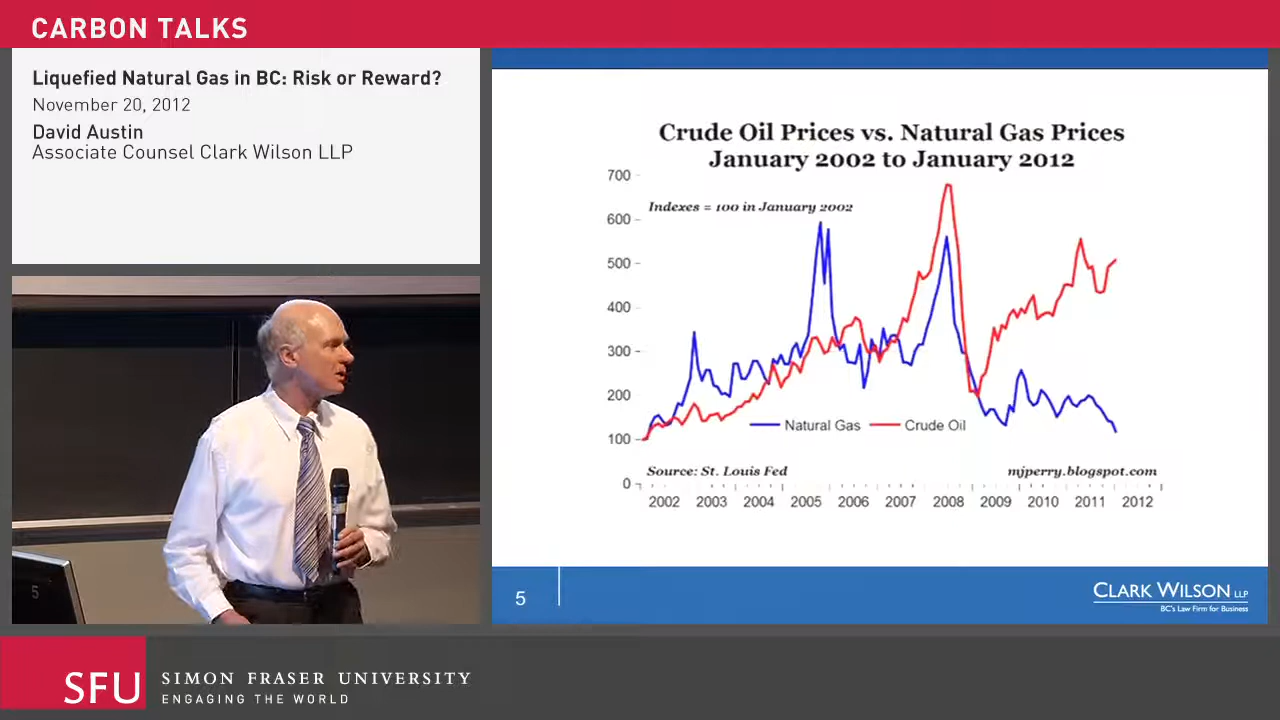 CARBON TALKS
Liquefied Natural Gas in BC: Risk or Reward?
November 20, 2012
David Austin
Associate Counsel Clark Wilson LLP
Crude Oil Prices vs. Natural Gas Prices
January 2002 to January 2012
Indexes = 100 in January 2002
700
600
500
400
300
200
100
0
Natural Gas
Crude Oil
Source: St. Louis Fed
mjperry.blogspot.com
2002 2003 2004 2005 2006 2007 2008 2009 2010 2011 2012
5
CLARK WILSON LLP
BC's Law Firm for Business
5
SFU
SIMON FRASER UNIVERSITY
ENGAGING THE WORLD